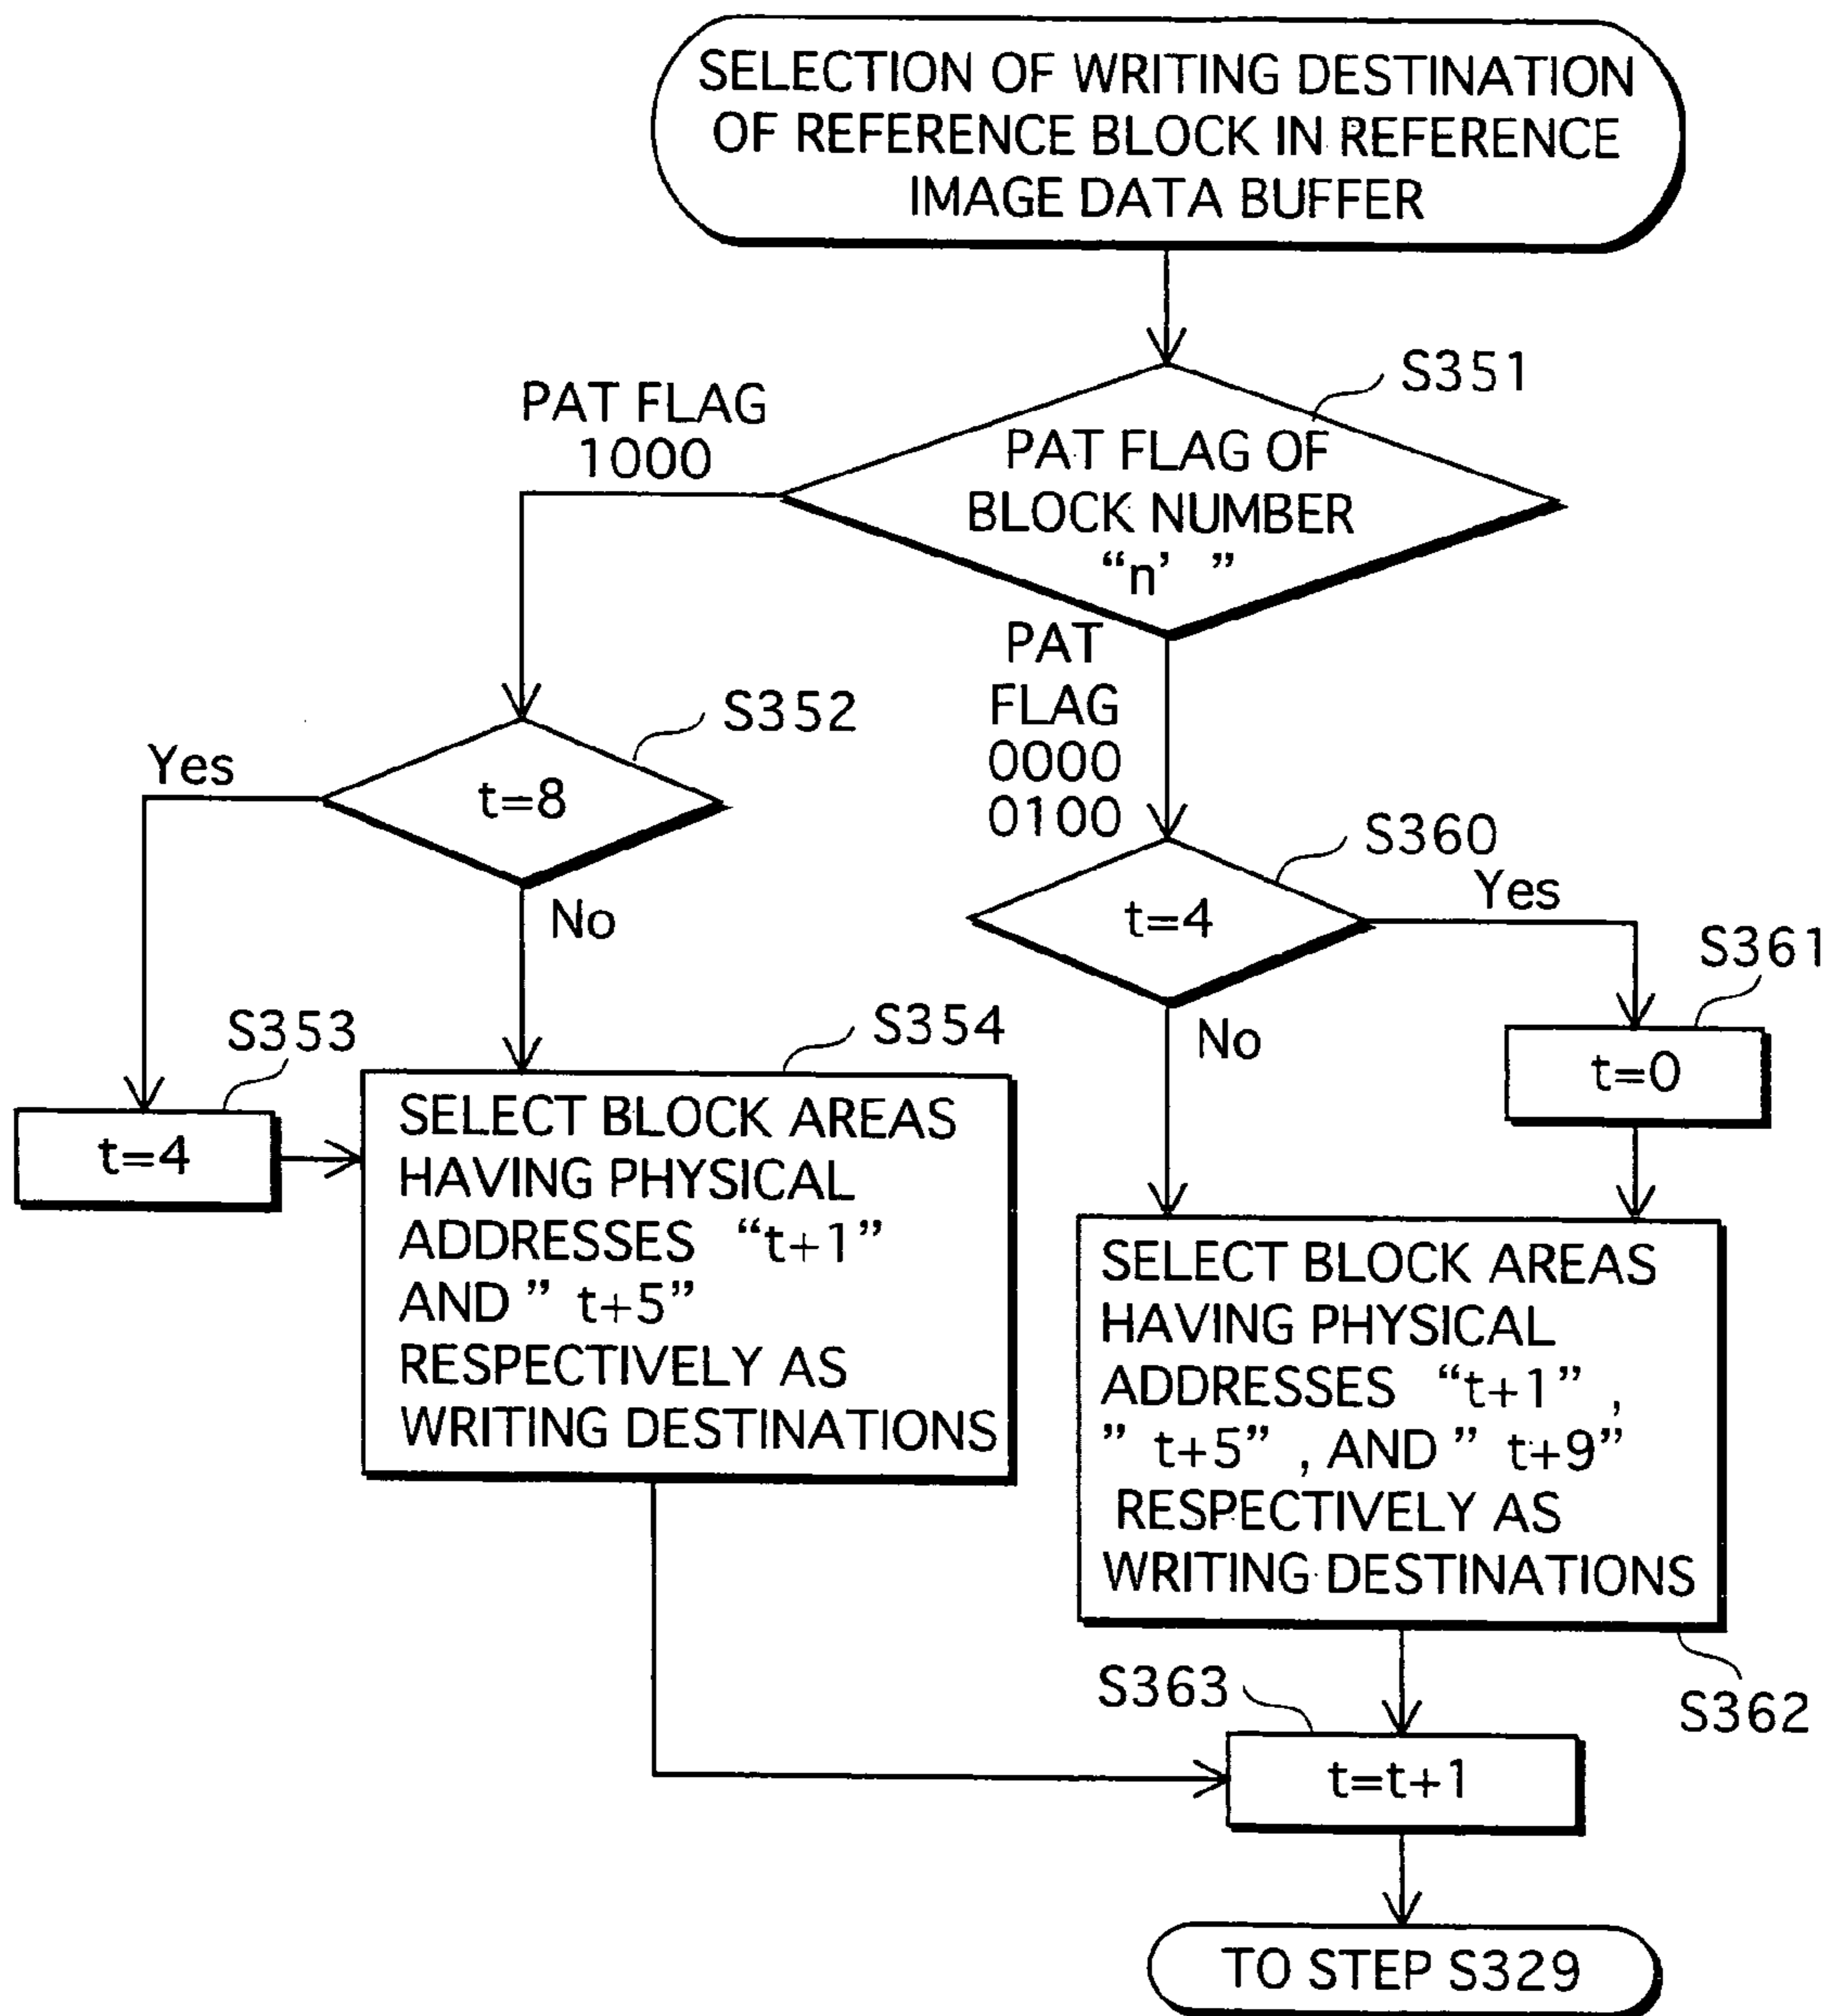 SELECTION OF WRITING DESTINATION
OF REFERENCE BLOCK IN REFERENCE
IMAGE DATA BUFFER
S351
PAT FLAG
1000
PAT FLAG OF
BLOCK NUMBER
“n’ ”
PAT
FLAG
0000
0100
S352
Yes
t=8
No
S360
Yes
t=4
No
S361
t=0
S353
t=4
S354
SELECT BLOCK AREAS
HAVING PHYSICAL
ADDRESSES “t+1”
AND ” t+5”
RESPECTIVELY AS
WRITING DESTINATIONS
SELECT BLOCK AREAS
HAVING PHYSICAL
ADDRESSES “t+1” ,
” t+5” , AND ” t+9”
RESPECTIVELY AS
WRITING DESTINATIONS
S362
S363
t=t+1
TO STEP S329